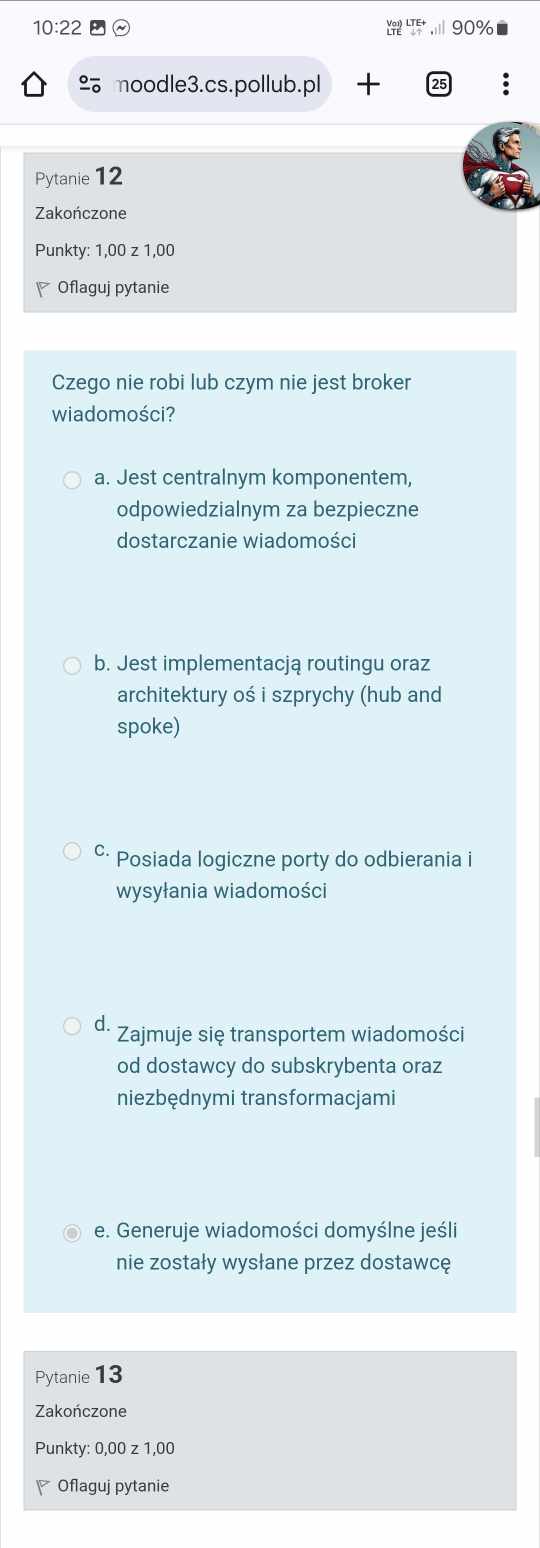 10:22
Vo) LTE LTE+ 90%
moodle3.cs.pollub.pl 25
Pytanie 12
Zakończone
Punkty: 1,00 z 1,00
Oflaguj pytanie
Czego nie robi lub czym nie jest broker
wiadomości?
a. Jest centralnym komponentem,
odpowiedzialnym za bezpieczne
dostarczanie wiadomości
b. Jest implementacją routingu oraz
architektury oś i szprychy (hub and
spoke)
c. Posiada logiczne porty do odbierania i
wysyłania wiadomości
d. Zajmuje się transportem wiadomości
od dostawcy do subskrybenta oraz
niezbędnymi transformacjami
e. Generuje wiadomości domyślne jeśli
nie zostały wysłane przez dostawcę
Pytanie 13
Zakończone
Punkty: 0,00 z 1,00
Oflaguj pytanie